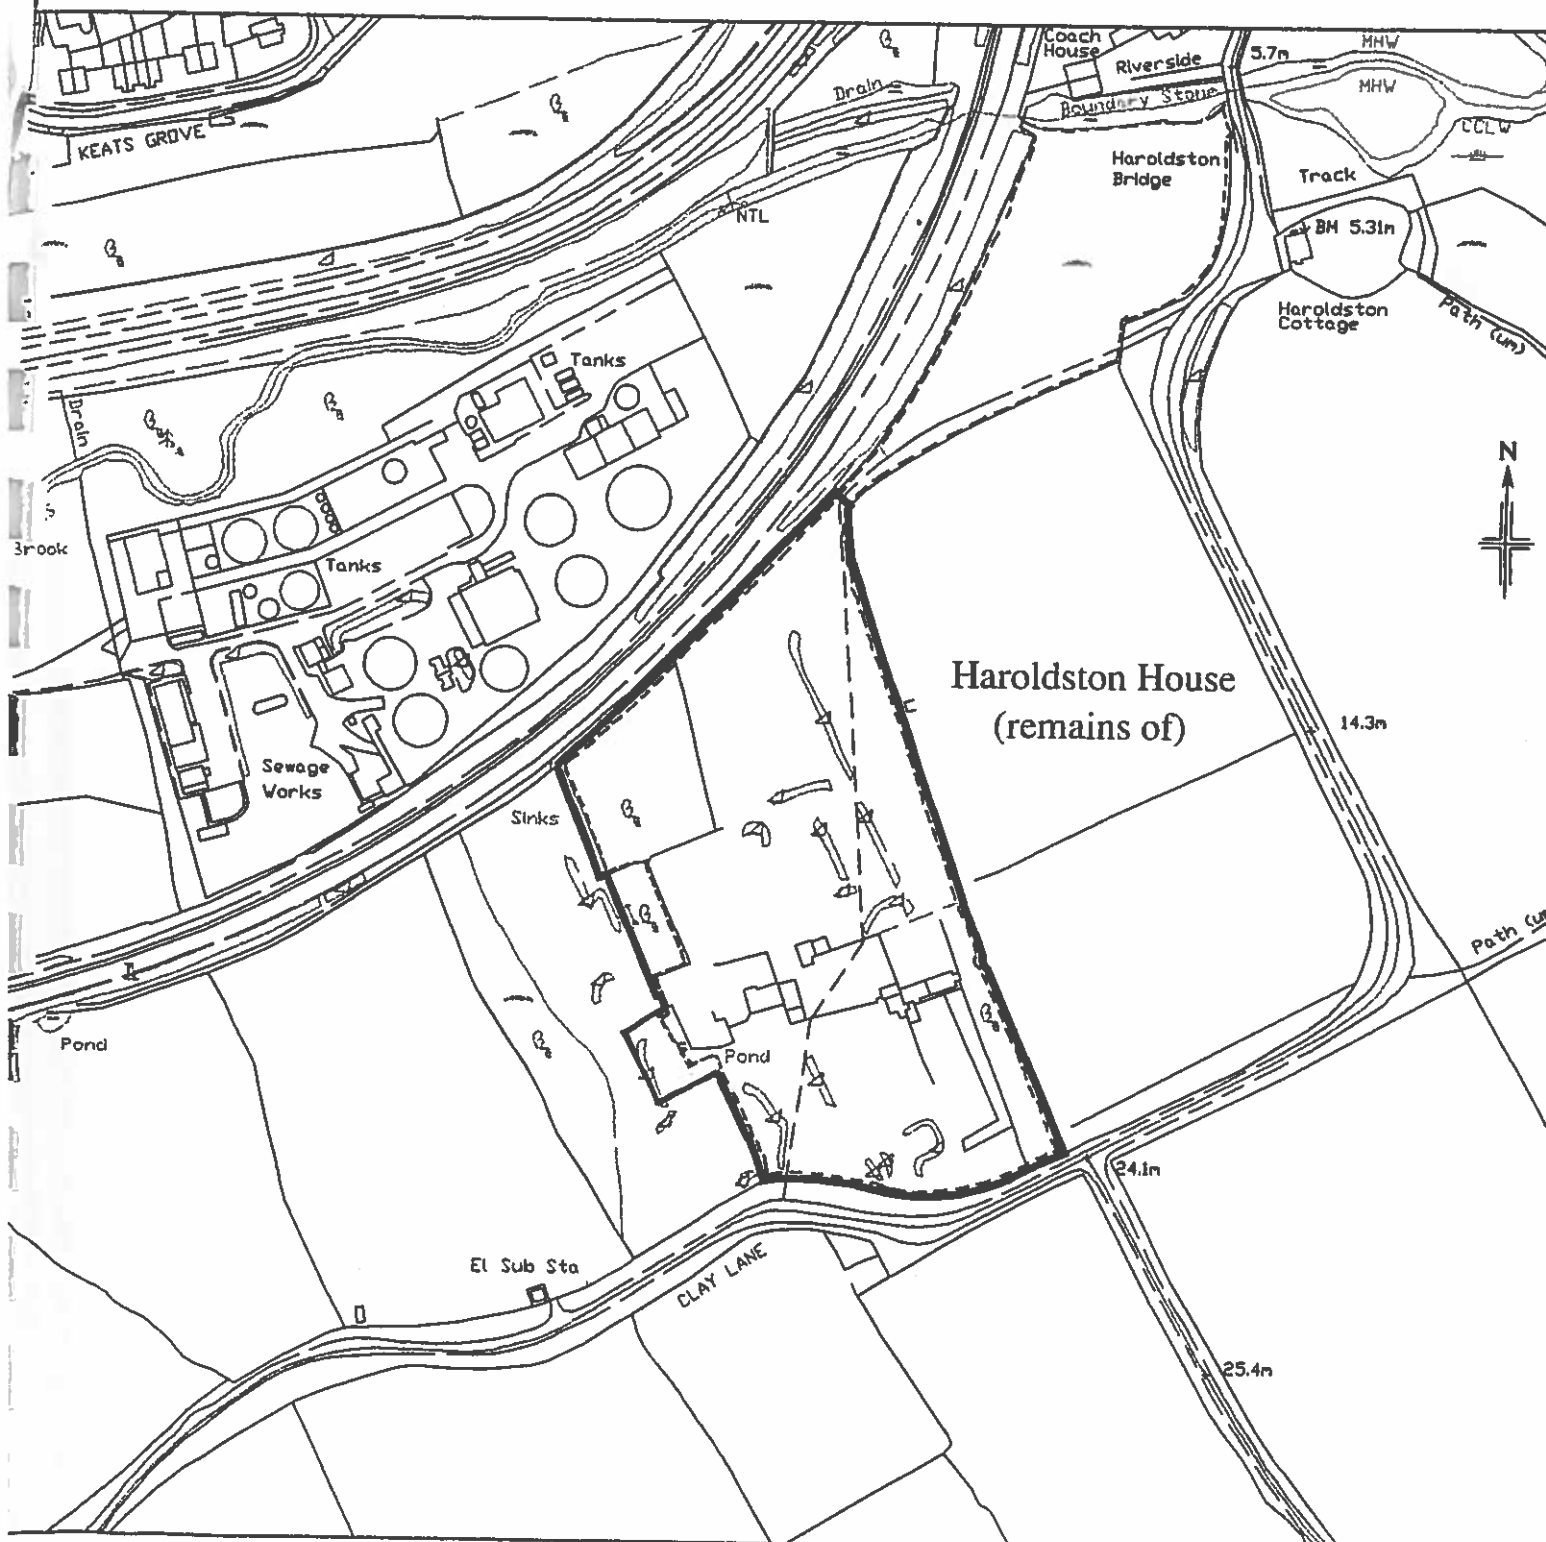 Coach
House
Riverside
5.7m
MHW
MHW
Drain
Boundary Stone
CCLW
KEATS GROVE
Haroldston
Bridge
Track
NTL
BM 5.31m
Haroldston
Cottage
Path (um)
Tanks
Drain
N
Brook
Tanks
Haroldston House
(remains of)
14.3m
Sewage
Works
Sinks
Path (um
Pond
Pond
24.1m
El Sub Sta
CLAY LANE
25.4m